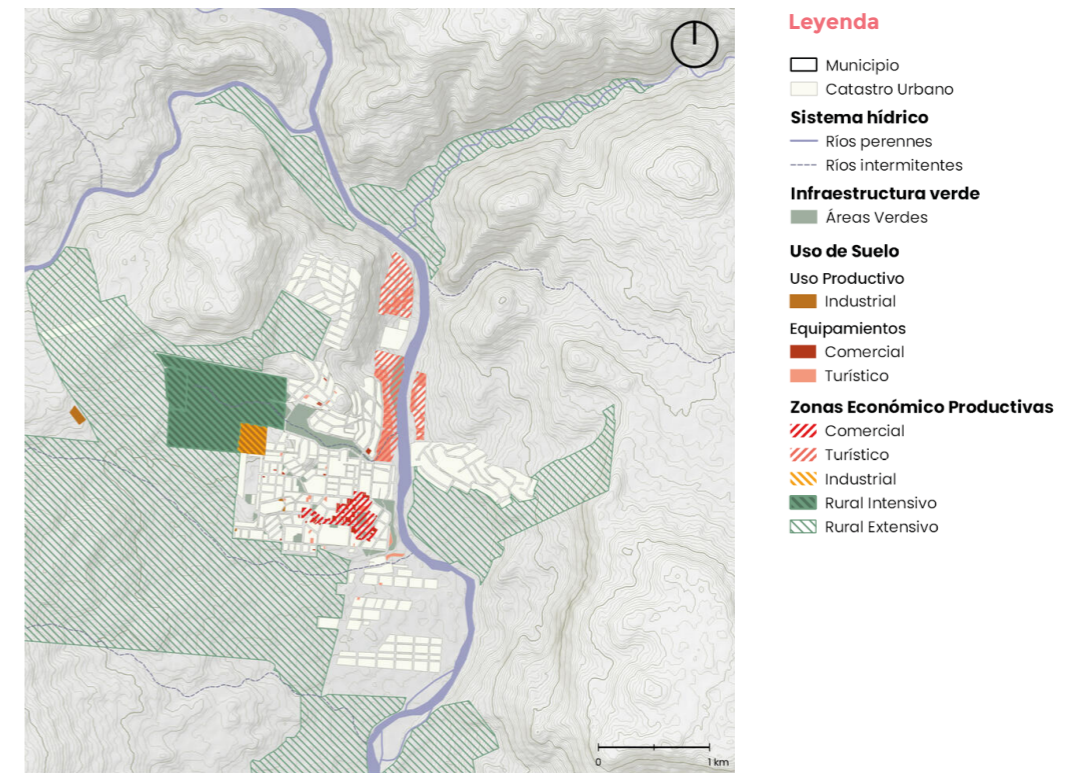 Leyenda
Municipio
Catastro Urbano
Sistema hídrico
Ríos perennes
Ríos intermitentes
Infraestructura verde
Áreas Verdes
Uso de Suelo
Uso Productivo
Industrial
Equipamientos
Comercial
Turístico
Zonas Económico Productivas
Comercial
Turístico
Industrial
Rural Intensivo
Rural Extensivo
0 1 km